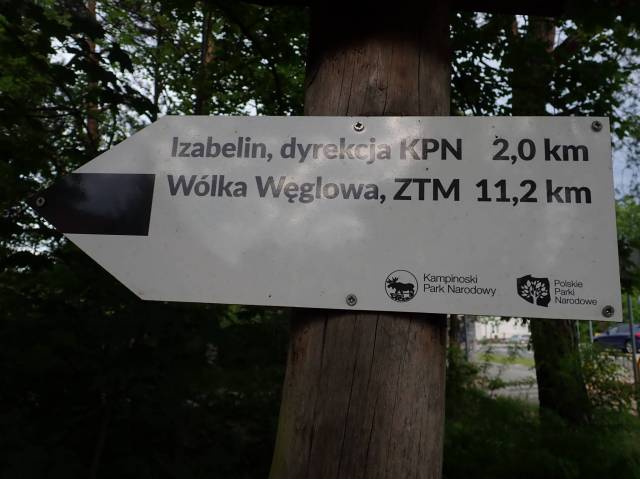 Izabelin, dyrekcja KPN 2,0 km
Wólka Węglowa, ZTM 11,2 km
Kampinoski
Park Narodowy
Polskie
Parki
Narodowe